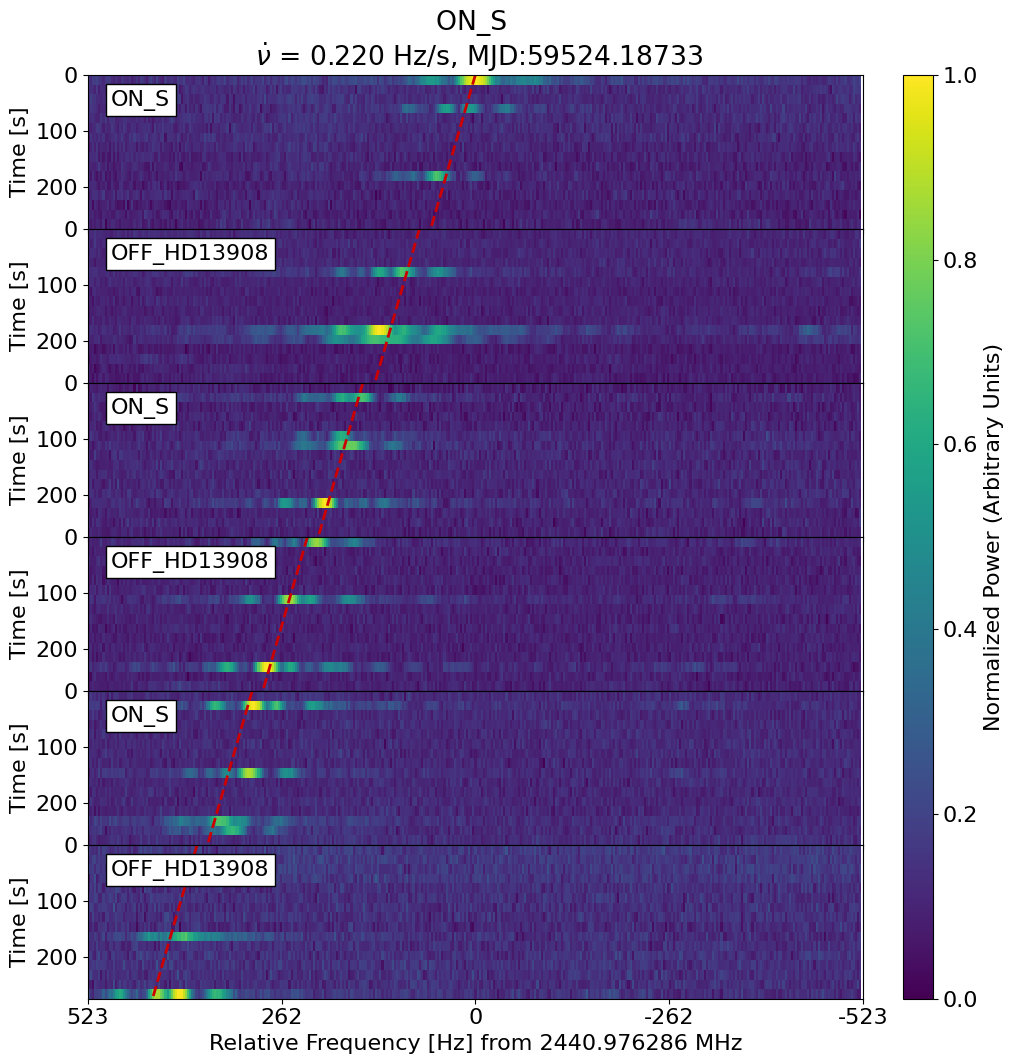 ON_S
ν̇ = 0.220 Hz/s, MJD:59524.18733
0
100
200
Time [s]
ON_S
0
100
200
Time [s]
OFF_HD13908
0
100
200
Time [s]
ON_S
0
100
200
Time [s]
OFF_HD13908
0
100
200
Time [s]
ON_S
0
100
200
Time [s]
OFF_HD13908
523 262 0 -262 -523
Relative Frequency [Hz] from 2440.976286 MHz
1.0
0.8
0.6
0.4
0.2
0.0
Normalized Power (Arbitrary Units)